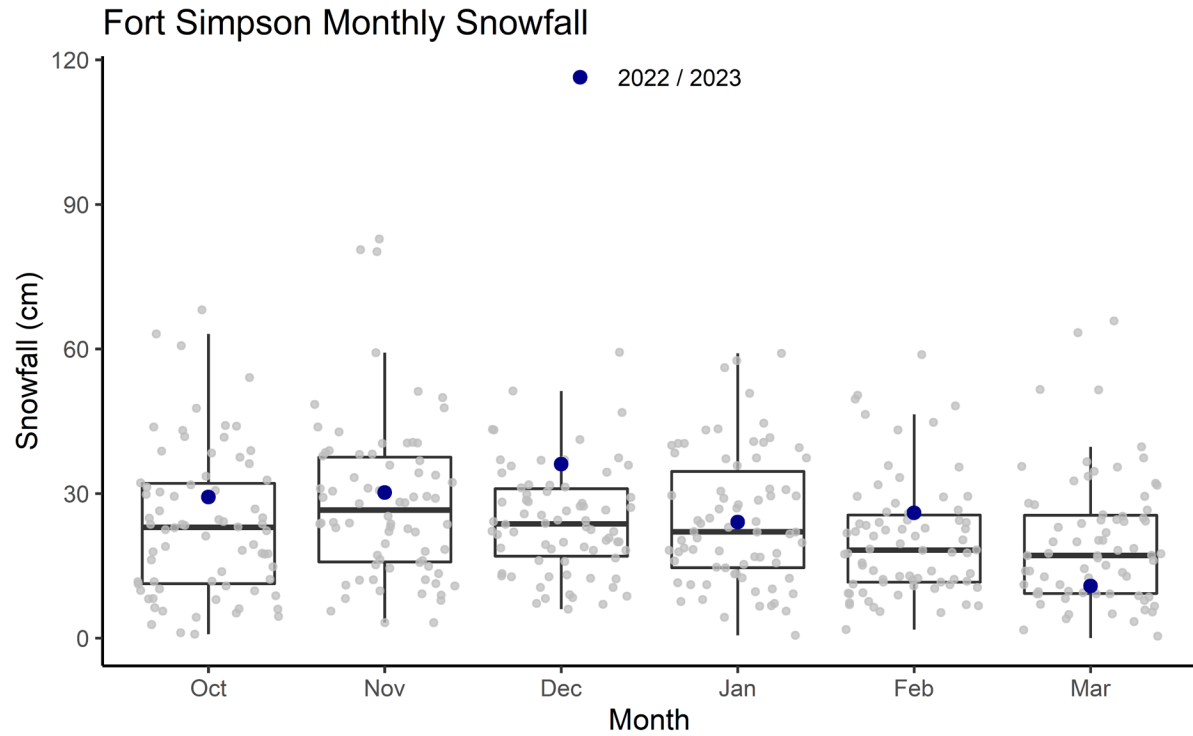 Fort Simpson Monthly Snowfall
120
2022 / 2023
90
60
30
0
Snowfall (cm)
Oct Nov Dec Jan Feb Mar
Month